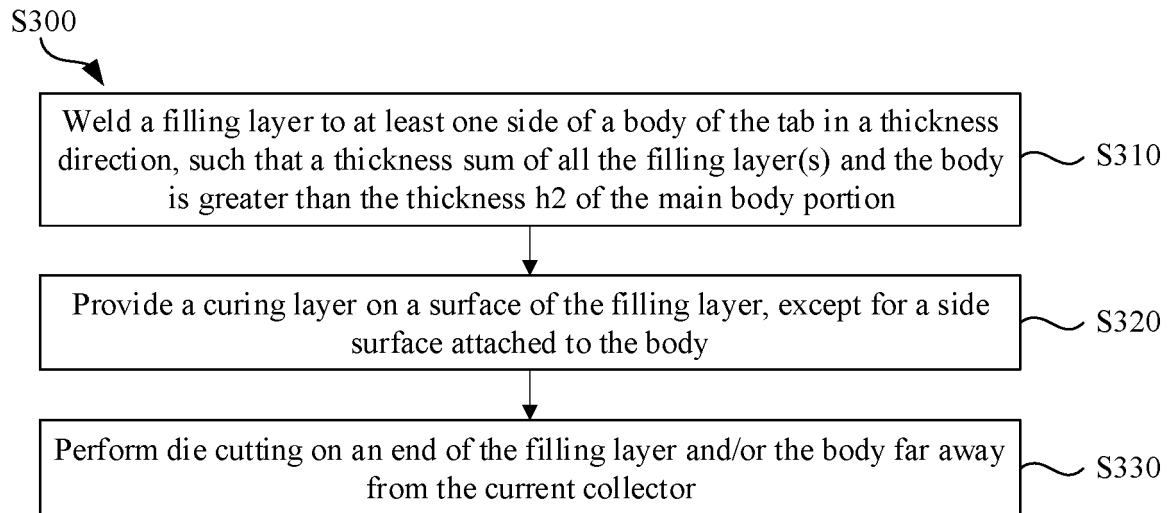 S300
Weld a filling layer to at least one side of a body of the tab in a thickness
direction, such that a thickness sum of all the filling layer(s) and the body
is greater than the thickness h2 of the main body portion
S310
Provide a curing layer on a surface of the filling layer, except for a side
surface attached to the body
S320
Perform die cutting on an end of the filling layer and/or the body far away
from the current collector
S330